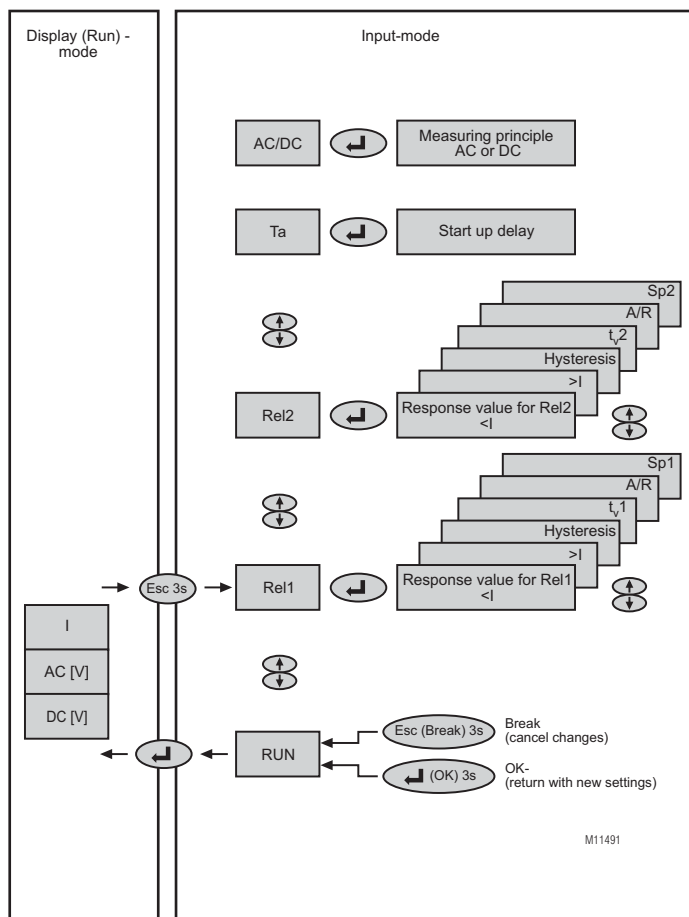 Display (Run) -
mode
Input-mode
AC/DC
Measuring principle
AC or DC
Ta
Start up delay
Sp2
A/R
tv2
Hysteresis
>I
Rel2
Response value for Rel2
<I
Sp1
A/R
tv1
Hysteresis
>I
Esc 3s
Rel1
Response value for Rel1
<I
I
AC [V]
DC [V]
RUN
Esc (Break) 3s
Break
(cancel changes)
(OK) 3s
OK-
(return with new settings)
M11491